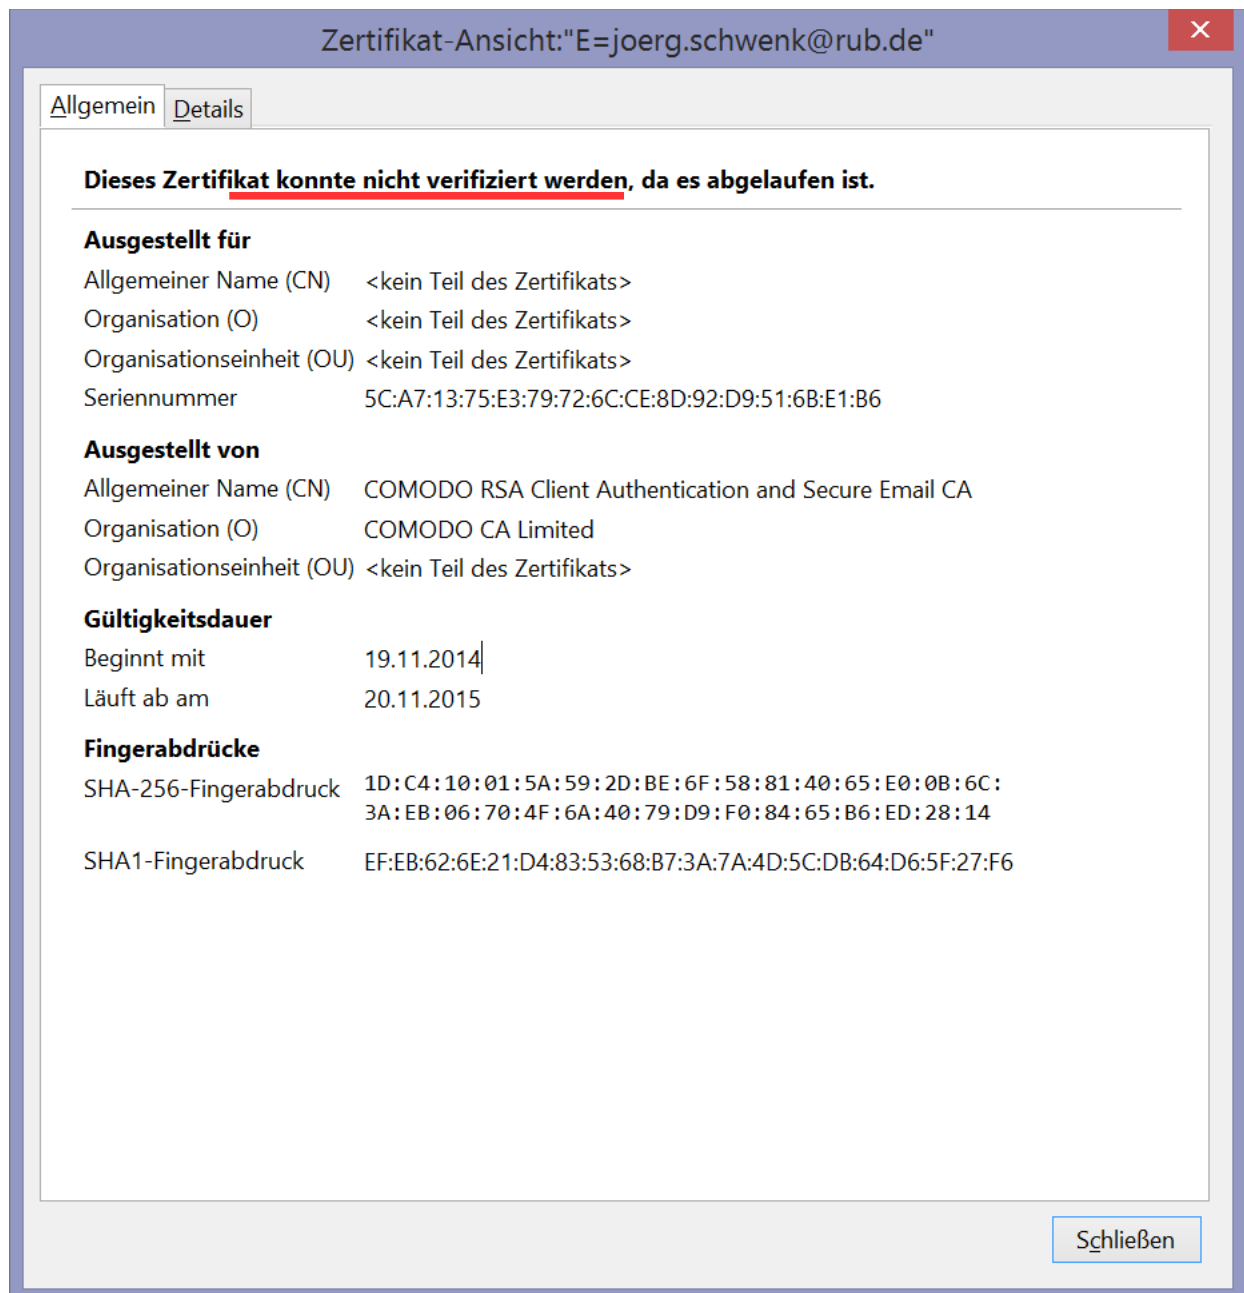 Zertifikat-Ansicht:"E=joerg.schwenk@rub.de"
Allgemein Details
Dieses Zertifikat konnte nicht verifiziert werden, da es abgelaufen ist.
Ausgestellt für
Allgemeiner Name (CN) <kein Teil des Zertifikats>
Organisation (O) <kein Teil des Zertifikats>
Organisationseinheit (OU) <kein Teil des Zertifikats>
Seriennummer 5C:A7:13:75:E3:79:72:6C:CE:8D:92:D9:51:6B:E1:B6
Ausgestellt von
Allgemeiner Name (CN) COMODO RSA Client Authentication and Secure Email CA
Organisation (O) COMODO CA Limited
Organisationseinheit (OU) <kein Teil des Zertifikats>
Gültigkeitsdauer
Beginnt mit 19.11.2014
Läuft ab am 20.11.2015
Fingerabdrücke
SHA-256-Fingerabdruck 1D:C4:10:01:5A:59:2D:BE:6F:58:81:40:65:E0:0B:6C:
3A:EB:06:70:4F:6A:40:79:D9:F0:84:65:B6:ED:28:14
SHA1-Fingerabdruck EF:EB:62:6E:21:D4:83:53:68:B7:3A:7A:4D:5C:DB:64:D6:5F:27:F6
Schließen